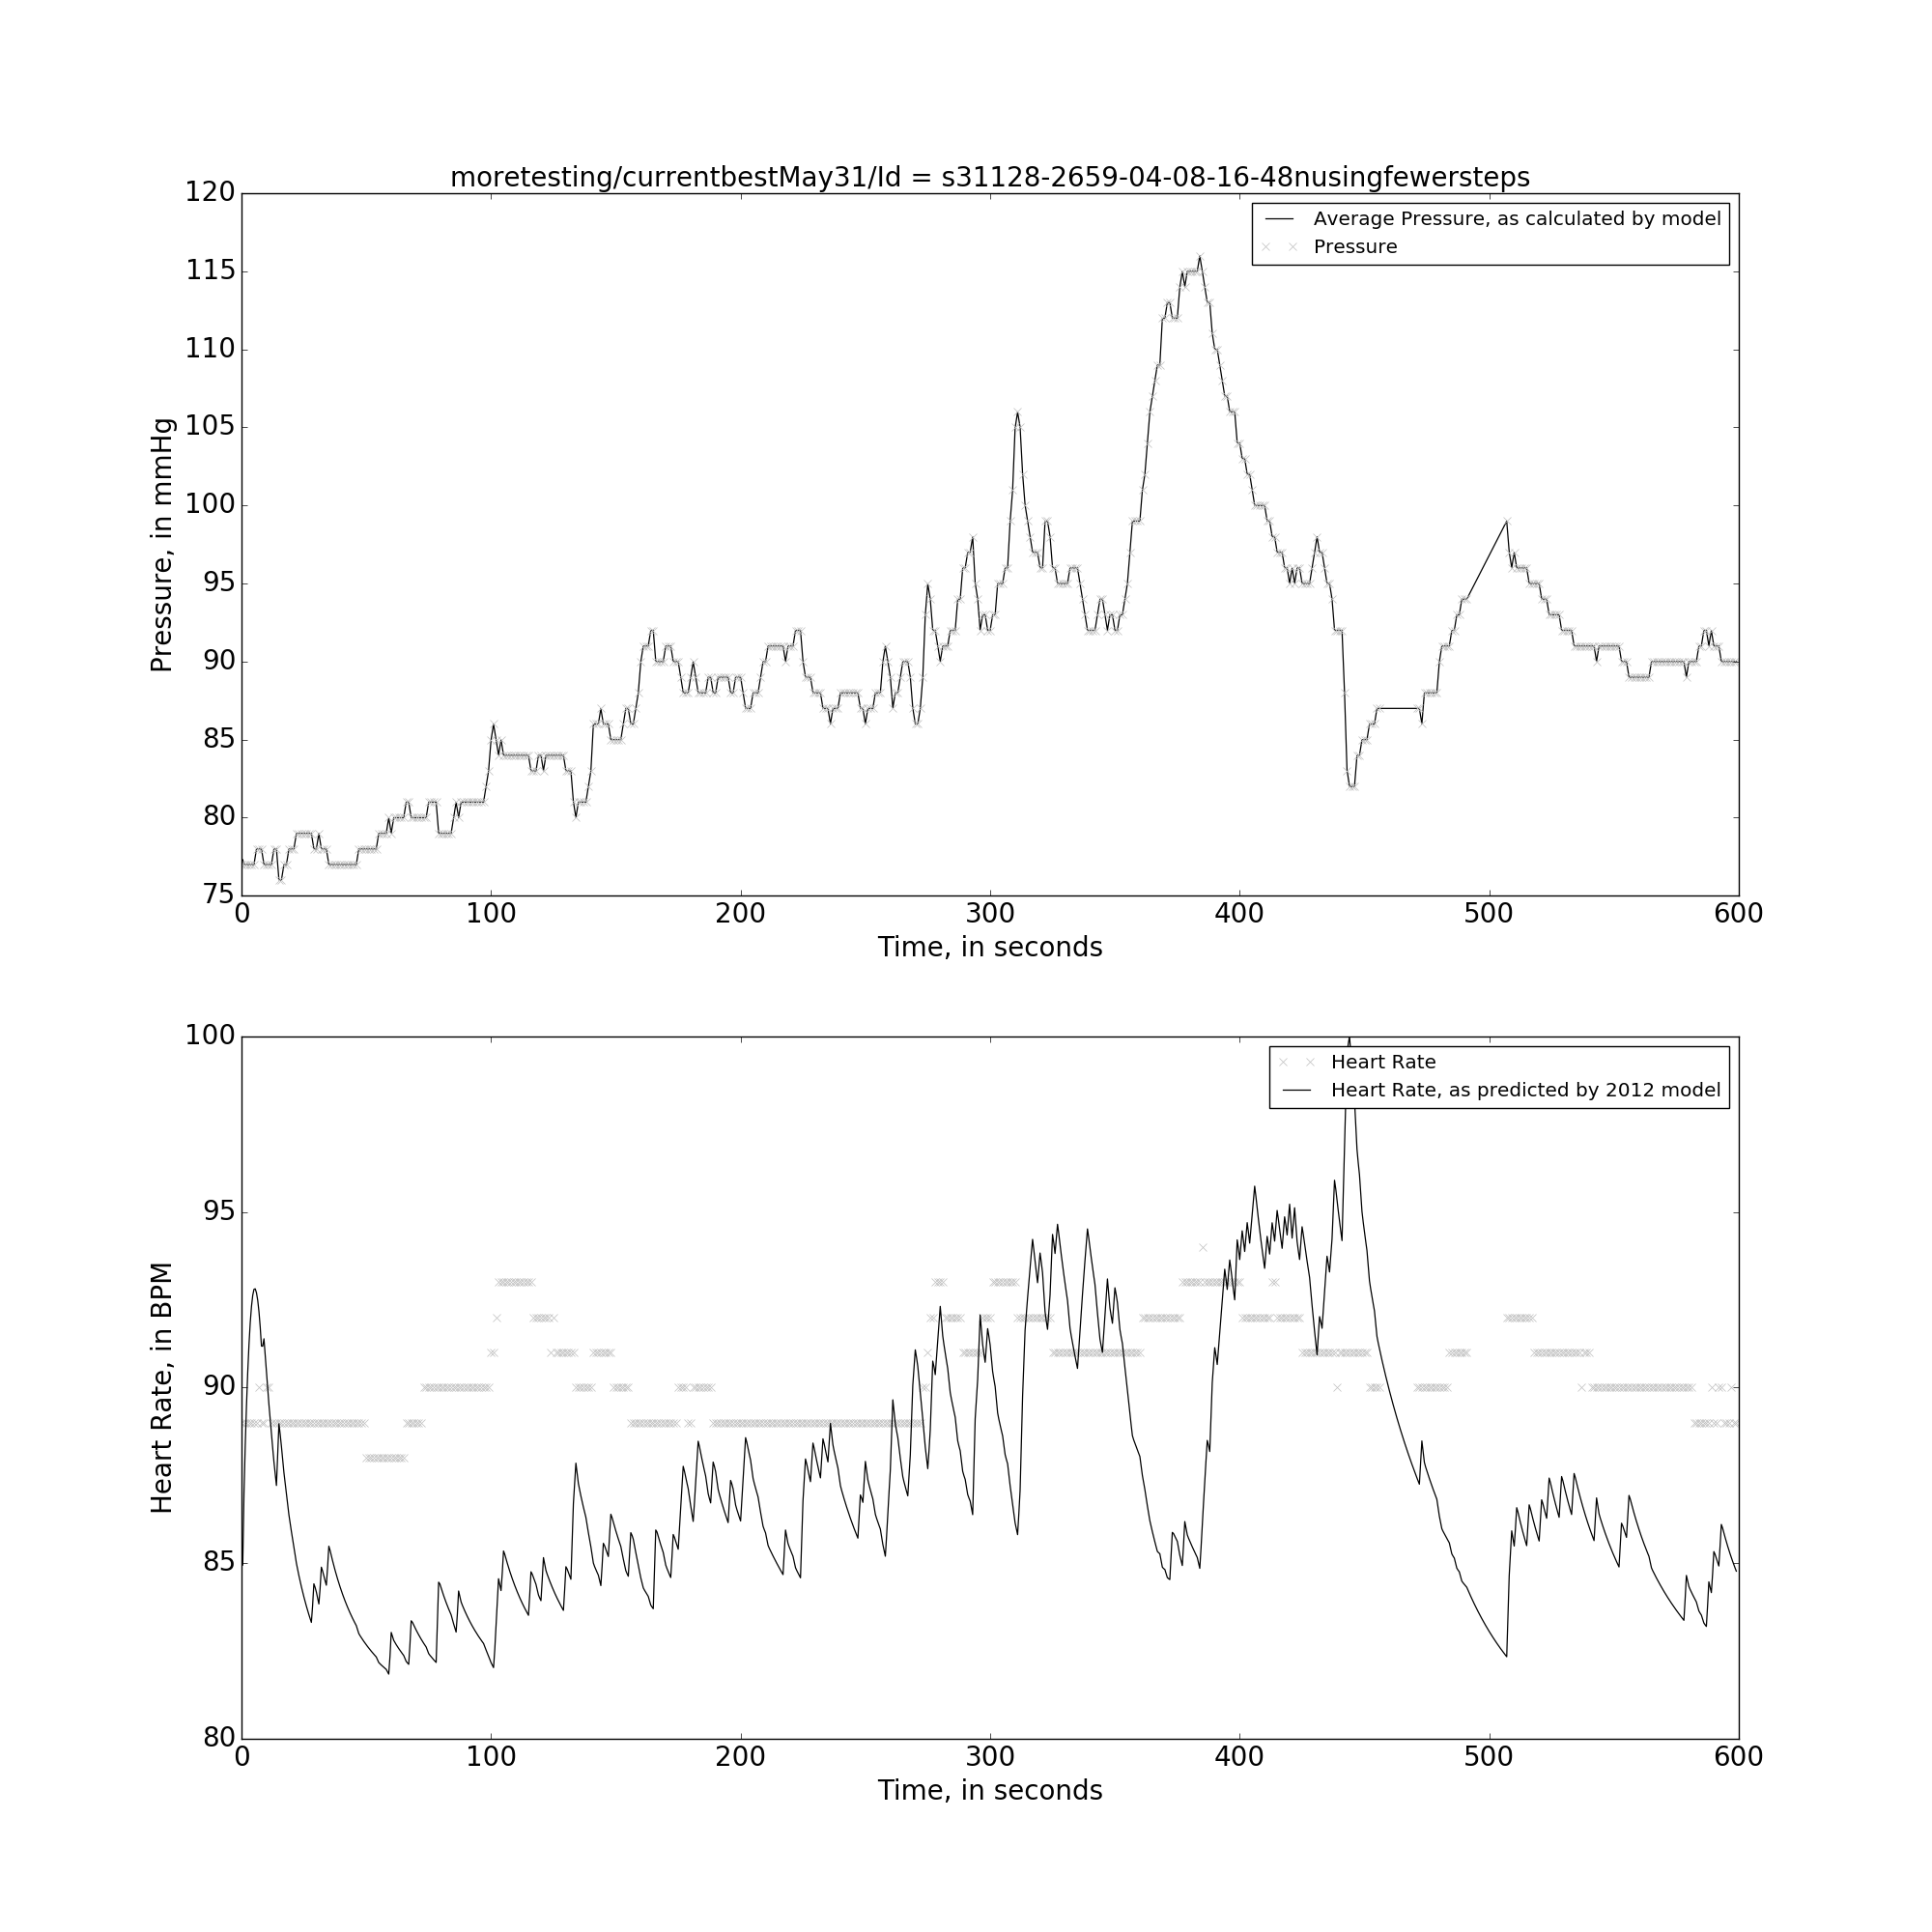 moretesting/currentbestMay31/Id = s31128-2659-04-08-16-48nusingfewersteps
120
115
110
105
100
95
90
85
80
75
Pressure, in mmHg
Average Pressure, as calculated by model
Pressure
0 100 200 300 400 500 600
Time, in seconds
100
95
90
85
80
Heart Rate, in BPM
Heart Rate
Heart Rate, as predicted by 2012 model
0 100 200 300 400 500 600
Time, in seconds